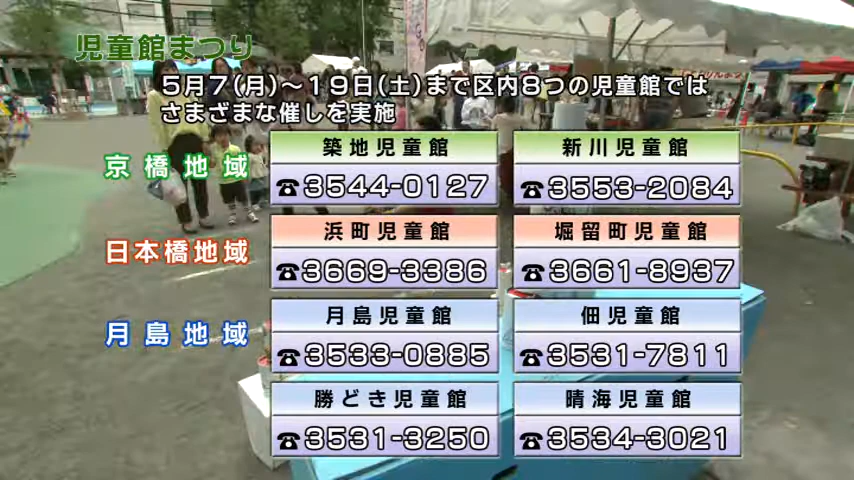 児童館まつり
5月7(月)～19日(土)まで区内8つの児童館では
さまざまな催しを実施
京橋地域
築地児童館
☎3544-0127
新川児童館
☎3553-2084
日本橋地域
浜町児童館
☎3669-3386
堀留町児童館
☎3661-8937
月島地域
月島児童館
☎3533-0885
佃児童館
☎3531-7811
勝どき児童館
☎3531-3250
晴海児童館
☎3534-3021